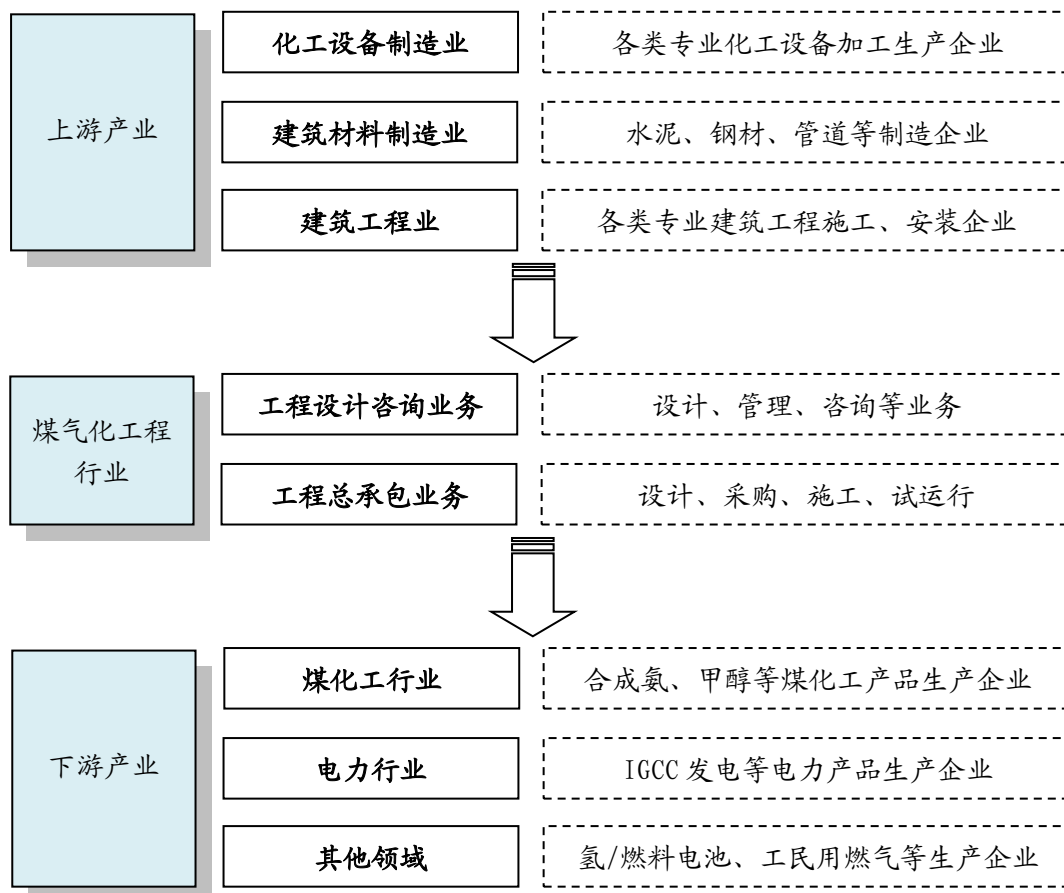 化工设备制造业
各类专业化工设备加工生产企业
上游产业
建筑材料制造业
水泥、钢材、管道等制造企业
建筑工程业
各类专业建筑工程施工、安装企业
煤气化工程
行业
工程设计咨询业务
设计、管理、咨询等业务
工程总承包业务
设计、采购、施工、试运行
煤化工行业
合成氨、甲醇等煤化工产品生产企业
下游产业
电力行业
IGCC 发电等电力产品生产企业
其他领域
氢/燃料电池、工民用燃气等生产企业